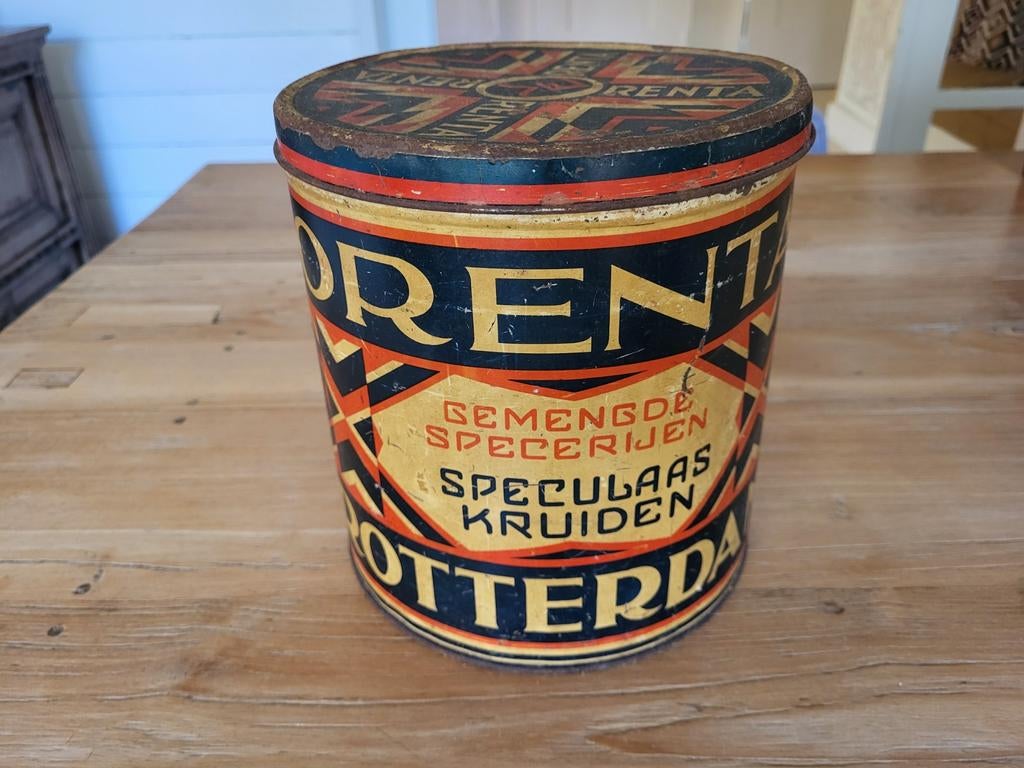 ORENTA
ORENTA
ORENTA
ORENTA
GEMENGDE
SPECERIJEN
SPECULAAS
KRUIDEN
ROTTERDA